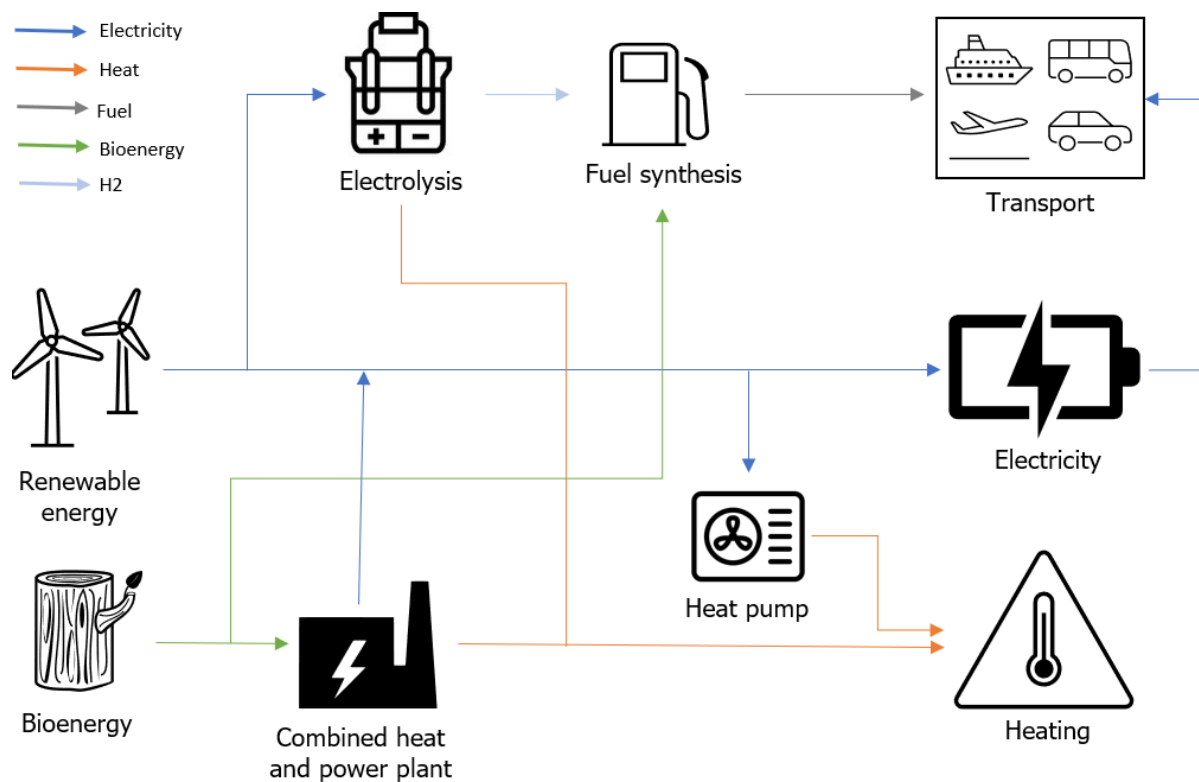 Electricity
Heat
Fuel
Bioenergy
H2
Electrolysis
Fuel synthesis
Transport
Renewable
energy
Electricity
Heat pump
Bioenergy
Combined heat
and power plant
Heating